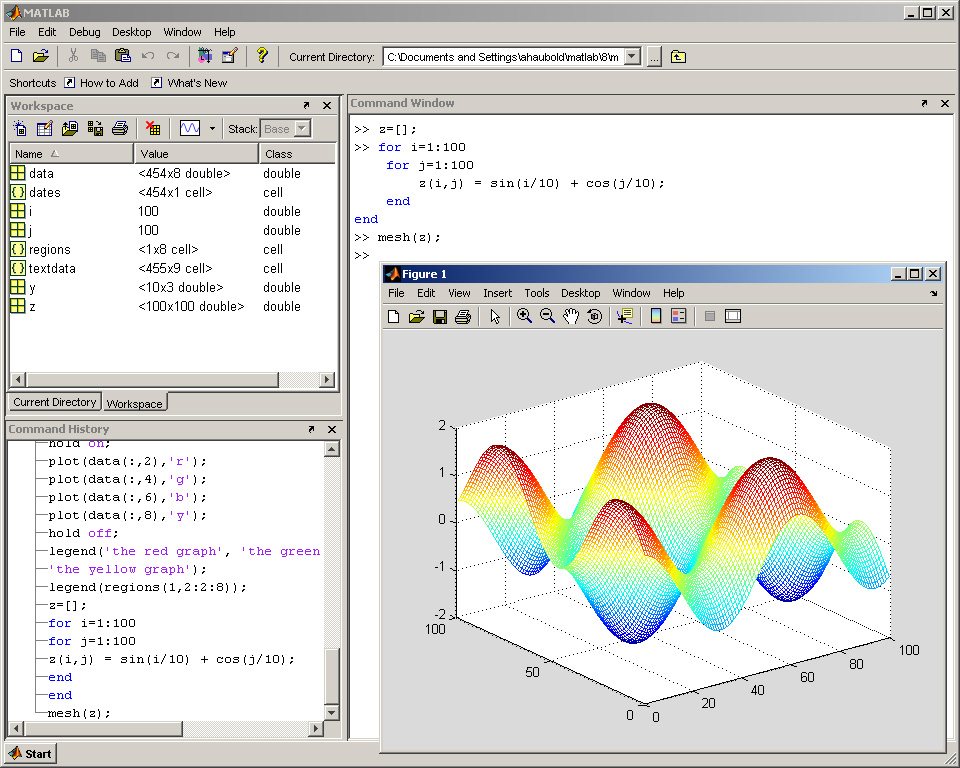 MATLAB
File Edit Debug Desktop Window Help
Current Directory: C:\Documents and Settings\ahaubold\matlab\8\m ...
Shortcuts How to Add What's New
Workspace
Stack: Base
Name Value Class
data <454x8 double> double
dates <454x1 cell> cell
i 100 double
j 100 double
regions <1x8 cell> cell
textdata <455x9 cell> cell
y <10x3 double> double
z <100x100 double> double
Current Directory Workspace
Command History
hold on;
plot(data(:,2),'r');
plot(data(:,4),'g');
plot(data(:,6),'b');
plot(data(:,8),'y');
hold off;
legend('the red graph', 'the green
'the yellow graph');
legend(regions(1,2:2:8));
z=[];
for i=1:100
for j=1:100
z(i,j) = sin(i/10) + cos(j/10);
end
end
mesh(z);
Command Window
>> z=[];
>> for i=1:100
for j=1:100
z(i,j) = sin(i/10) + cos(j/10);
end
end
>> mesh(z);
>>
Figure 1
File Edit View Insert Tools Desktop Window Help
2
1
0
-1
-2
100
50
0
0
20
40
60
80
100
Start